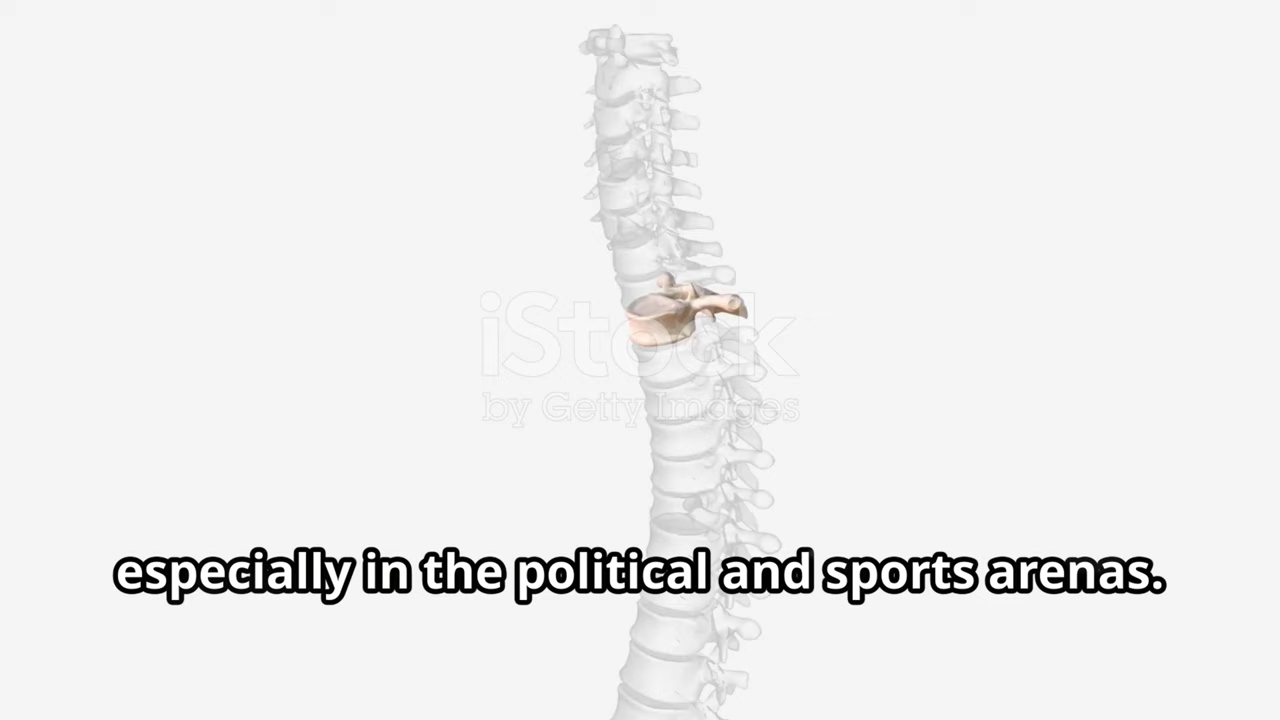 iStock
by Getty Images
especially in the political and sports arenas.